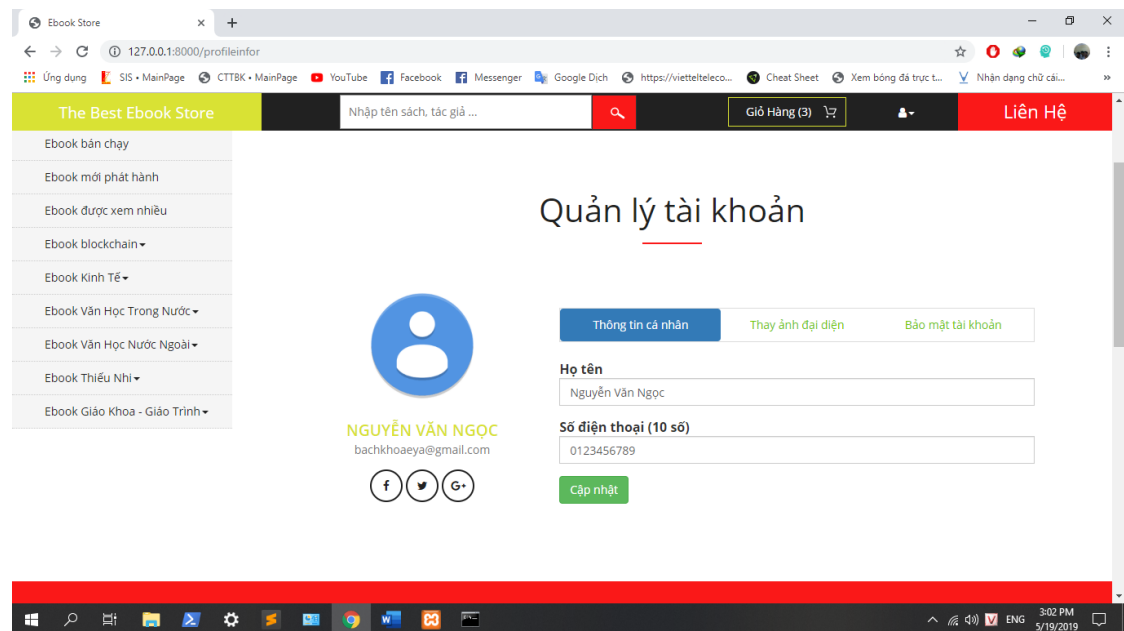 Ebook Store
127.0.0.1:8000/profileinfor
Ứng dụng SIS • MainPage CTTBK • MainPage YouTube Facebook Messenger Google Dịch https://viettelteleco... Cheat Sheet Xem bóng đá trực t... Nhận dạng chữ cái... »
The Best Ebook Store
Nhập tên sách, tác giả ...
Giỏ Hàng (3)
Liên Hệ
Ebook bán chạy
Ebook mới phát hành
Ebook được xem nhiều
Ebook blockchain
Ebook Kinh Tế
Ebook Văn Học Trong Nước
Ebook Văn Học Nước Ngoài
Ebook Thiếu Nhi
Ebook Giáo Khoa - Giáo Trình
Quản lý tài khoản
NGUYỄN VĂN NGỌC
bachkhoaeya@gmail.com
f G+
Thông tin cá nhân Thay ảnh đại diện Bảo mật tài khoản
Họ tên
Nguyễn Văn Ngọc
Số điện thoại (10 số)
0123456789
Cập nhật
V ENG 3:02 PM
5/19/2019